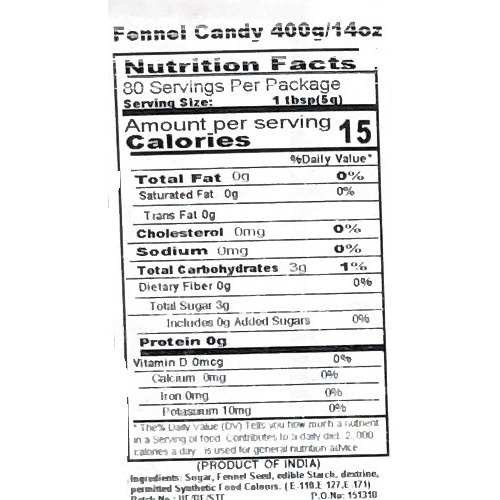 Fennel Candy 400g/14oz
Nutrition Facts
80 Servings Per Package
Serving Size: 1 tbsp(5g)
Amount per serving
Calories 15
%Daily Value*
Total Fat 0g 0%
Saturated Fat 0g 0%
Trans Fat 0g
Cholesterol 0mg 0%
Sodium 0mg 0%
Total Carbohydrates 3g 1%
Dietary Fiber 0g 0%
Total Sugar 3g
Includes 0g Added Sugars 0%
Protein 0g
Vitamin D 0mcg 0%
Calcium 0mg 0%
Iron 0mg 0%
Potassium 10mg 0%
* The% Daily Value (DV) Tells you how much a nutrient
in a Serving of food Contributes to a daily diet. 2, 000
calories a day is used for general nutrition advice
(PRODUCT OF INDIA)
Ingredients: Sugar, Fennel Seed, edible Starch, dextrine,
permitted Synthetic Food Colours. ( E-110.E 127,E.171)
P.O.No: 151310